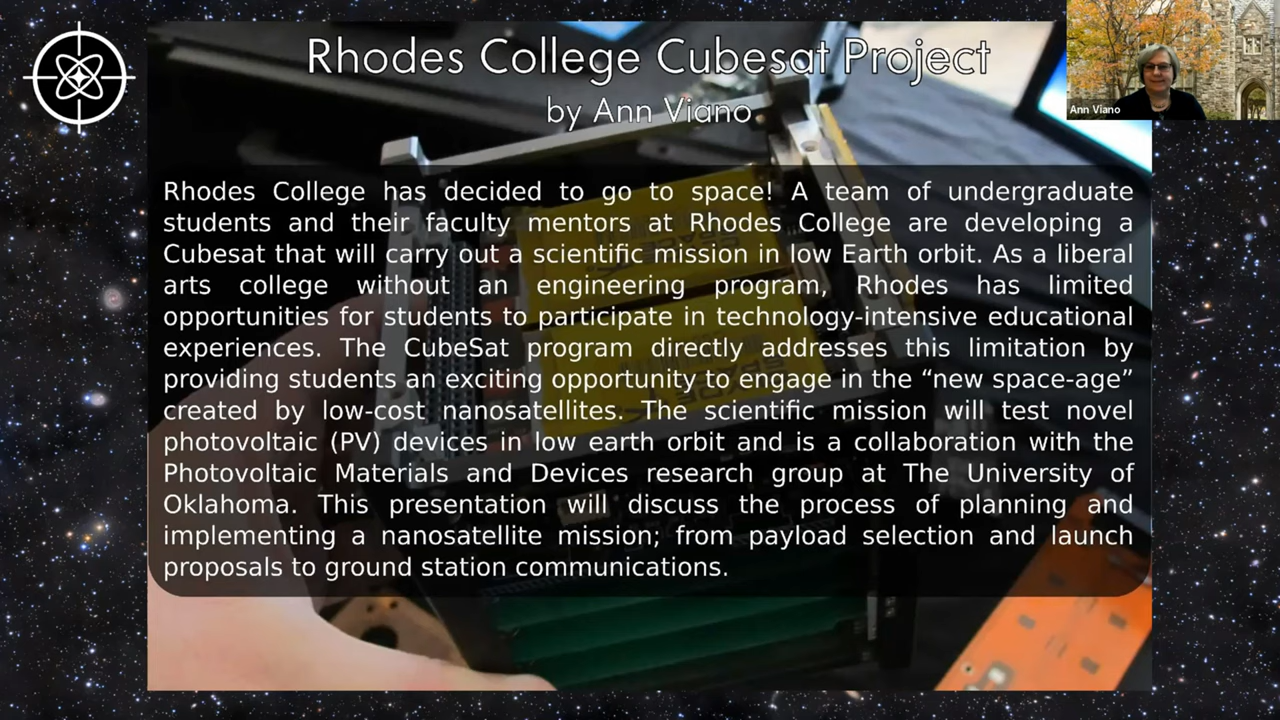 Rhodes College Cubesat Project
by Ann Viano
Ann Viano
Rhodes College has decided to go to space! A team of undergraduate
students and their faculty mentors at Rhodes College are developing a
Cubesat that will carry out a scientific mission in low Earth orbit. As a liberal
arts college without an engineering program, Rhodes has limited
opportunities for students to participate in technology-intensive educational
experiences. The CubeSat program directly addresses this limitation by
providing students an exciting opportunity to engage in the “new space-age”
created by low-cost nanosatellites. The scientific mission will test novel
photovoltaic (PV) devices in low earth orbit and is a collaboration with the
Photovoltaic Materials and Devices research group at The University of
Oklahoma. This presentation will discuss the process of planning and
implementing a nanosatellite mission; from payload selection and launch
proposals to ground station communications.